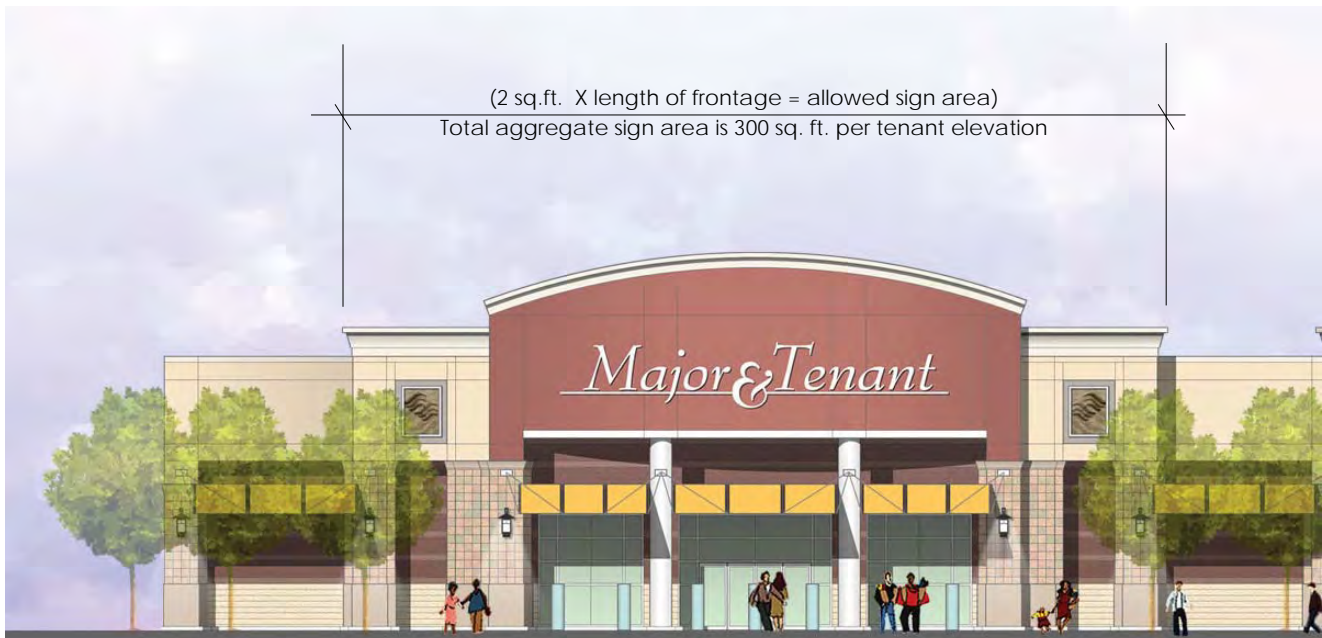 (2 sq.ft. X length of frontage = allowed sign area)
Total aggregate sign area is 300 sq. ft. per tenant elevation
Major&Tenant